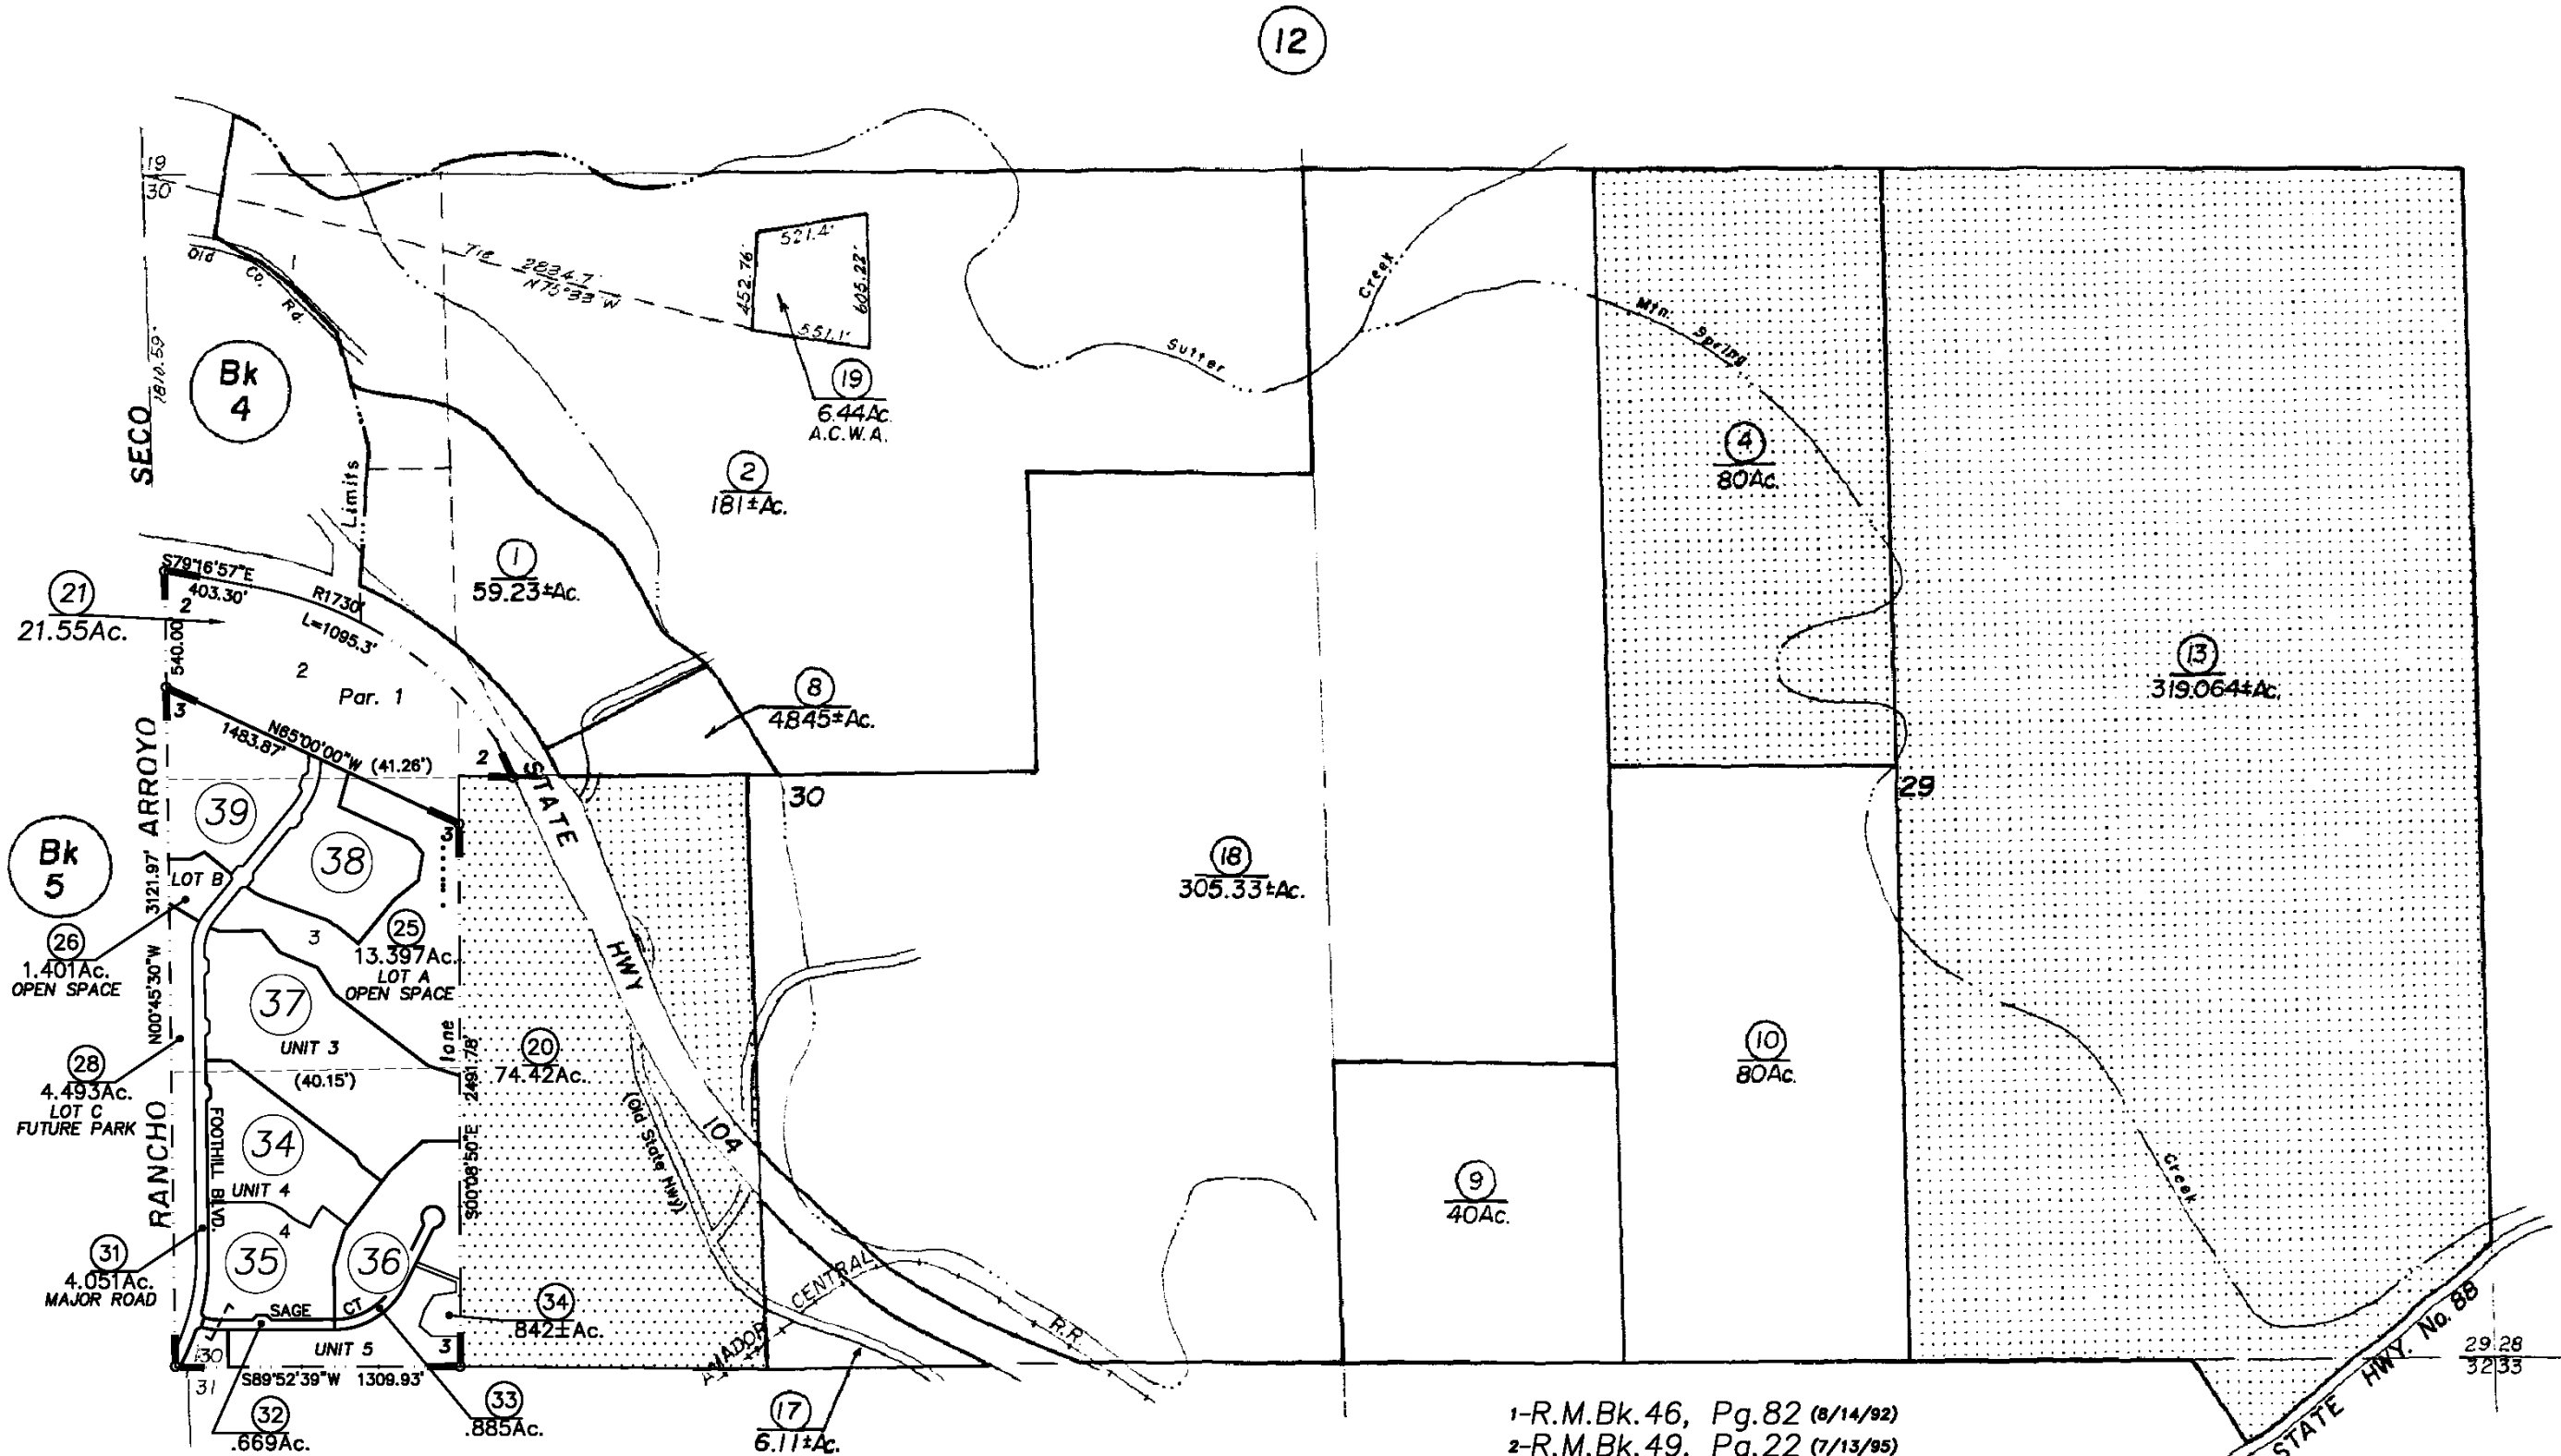 12
19
30
Old Co. Rd.
1
Tie 2834.7'
N75°33'W
521.4'
452.76'
605.22'
551.1'
19
6.44Ac.
A.C.W.A.
Creek
Sutter
Mtn. Spring
Bk
4
1810.59'
SECO
Limits
2
181±Ac.
4
80Ac.
1
59.23±Ac.
S79°16'57"E
403.30'
R1730'
L=1095.3'
21
21.55Ac.
2
540.00'
2
Par. 1
3
N65°00'00"W (41.26')
1483.87'
8
4.845±Ac.
13
319.064±Ac.
2
STATE
30
29
RANCHO ARROYO
39
38
3
Bk
5
LOT B
3121.97'
N00°45'30"W
26
1.401Ac.
OPEN SPACE
3
25
13.397Ac.
LOT A
OPEN SPACE
HWY
18
305.33±Ac.
37
UNIT 3
(40.15')
Ione
2491.78'
S00°08'50"E
20
74.42Ac.
(Old State Hwy)
104
10
80Ac.
28
4.493Ac.
LOT C
FUTURE PARK
FOOTHILL BLVD.
34
UNIT 4
4
35
36
9
40Ac.
Creek
31
4.051Ac.
MAJOR ROAD
SAGE CT
34
.842±Ac.
AMADOR CENTRAL R.R.
UNIT 5
3
30
31
S89°52'39"W 1309.93'
32
.669Ac.
33
.885Ac.
17
6.11±Ac.
STATE HWY. No. 88
29 28
32 33
1-R.M.Bk.46, Pg.82 (8/14/92)
2-R.M.Bk.49, Pg.22 (7/13/95)